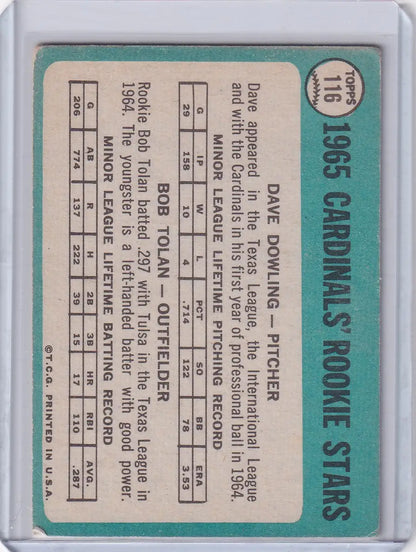 TOPPS
116
1965 CARDINALS' ROOKIE STARS
DAVE DOWLING — PITCHER
Dave appeared in the Texas League, the International League
and with the Cardinals in his first year of professional ball in 1964.
MINOR LEAGUE LIFETIME PITCHING RECORD
G IP W L PCT SO BB ERA
29 158 10 4 .714 122 78 3.53
BOB TOLAN — OUTFIELDER
Rookie Bob Tolan batted .297 with Tulsa in the Texas League in
1964. The youngster is a left-handed batter with good power.
MINOR LEAGUE LIFETIME BATTING RECORD
G AB R H 2B 3B HR RBI AVG.
206 774 137 222 39 15 17 110 .287
©T.C.G. PRINTED IN U.S.A.